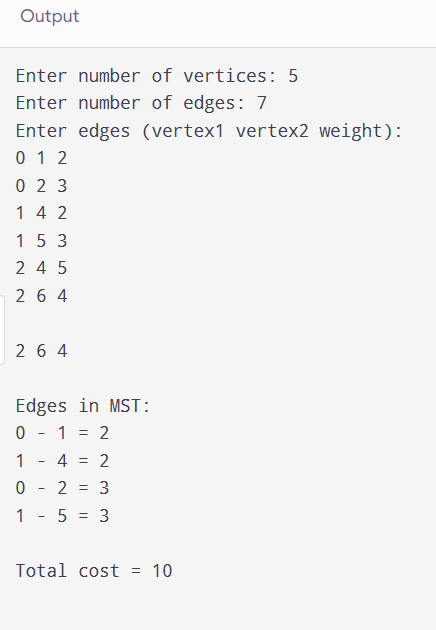 Output
Enter number of vertices: 5
Enter number of edges: 7
Enter edges (vertex1 vertex2 weight):
0 1 2
0 2 3
1 4 2
1 5 3
2 4 5
2 6 4
2 6 4
Edges in MST:
0 - 1 = 2
1 - 4 = 2
0 - 2 = 3
1 - 5 = 3
Total cost = 10